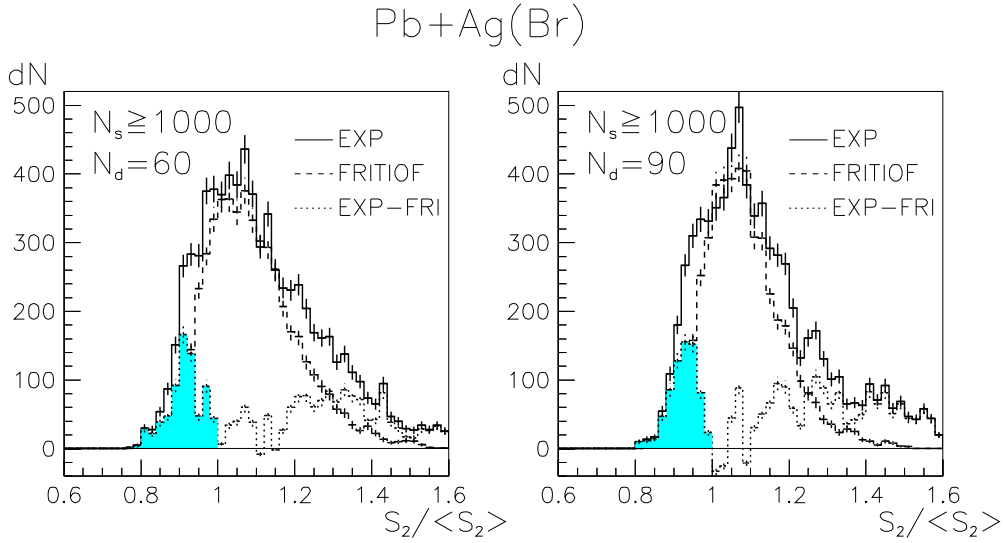 Pb+Ag(Br)
dN
500
400
300
200
100
0
N_s≧1000
N_d=60
EXP
FRITIOF
EXP−FRI
0.6 0.8 1 1.2 1.4 1.6
S_2/<S_2>
dN
500
400
300
200
100
0
N_s≧1000
N_d=90
EXP
FRITIOF
EXP−FRI
0.6 0.8 1 1.2 1.4 1.6
S_2/<S_2>